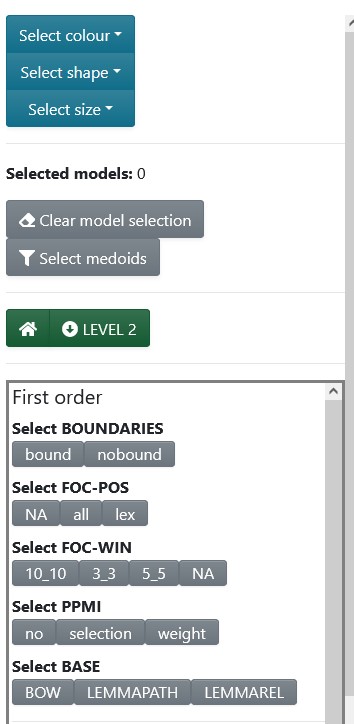 Select colour
Select shape
Select size
Selected models: 0
Clear model selection
Select medoids
LEVEL 2
First order
Select BOUNDARIES
bound nobound
Select FOC-POS
NA all lex
Select FOC-WIN
10_10 3_3 5_5 NA
Select PPMI
no selection weight
Select BASE
BOW LEMMAPATH LEMMAREL